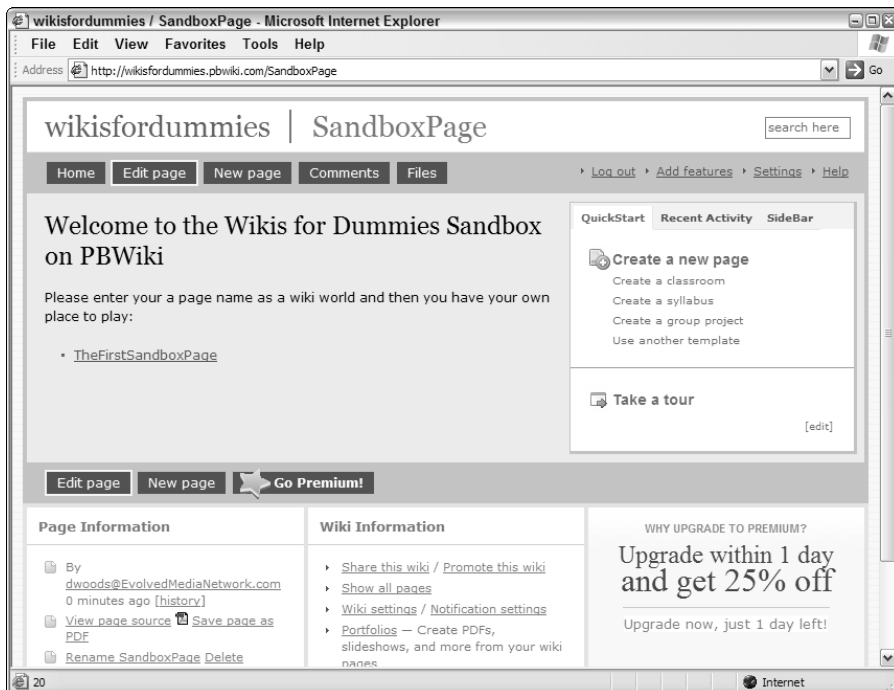 wikisfordummies / SandboxPage - Microsoft Internet Explorer
File Edit View Favorites Tools Help
Address http://wikisfordummies.pbwiki.com/SandboxPage Go
wikisfordummies | SandboxPage
search here
Home Edit page New page Comments Files
Log out Add features Settings Help
Welcome to the Wikis for Dummies Sandbox
on PBWiki
Please enter your a page name as a wiki world and then you have your own
place to play:
• TheFirstSandboxPage
QuickStart Recent Activity SideBar
Create a new page
Create a classroom
Create a syllabus
Create a group project
Use another template
Take a tour
[edit]
Edit page New page Go Premium!
Page Information
By
dwoods@EvolvedMediaNetwork.com
0 minutes ago [history]
View page source Save page as
PDF
Rename SandboxPage Delete
Wiki Information
Share this wiki / Promote this wiki
Show all pages
Wiki settings / Notification settings
Portfolios — Create PDFs,
slideshows, and more from your wiki
pages
WHY UPGRADE TO PREMIUM?
Upgrade within 1 day
and get 25% off
Upgrade now, just 1 day left!
20 Internet